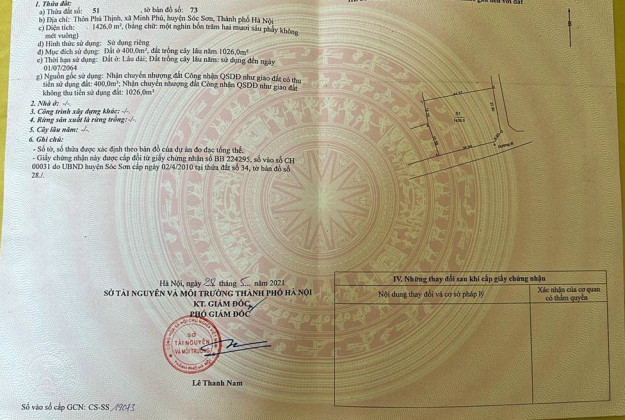 1. Thửa đất:
a) Thửa đất số: 51 tờ bản đồ số: 73
b) Địa chỉ: Thôn Phú Thịnh, xã Minh Phú, huyện Sóc Sơn, Thành phố Hà Nội
c) Diện tích: 1426,0 m², (bằng chữ: một nghìn bốn trăm hai mươi sáu phẩy không mét vuông)
d) Hình thức sử dụng: Sử dụng riêng
đ) Mục đích sử dụng: Đất ở 400,0m²; đất trồng cây lâu năm 1026,0m²
e) Thời hạn sử dụng: Đất ở: Lâu dài; Đất trồng cây lâu năm: sử dụng đến ngày
01/07/2064
g) Nguồn gốc sử dụng: Nhận chuyển nhượng đất Công nhận QSDĐ như giao đất có thu
tiền sử dụng đất: 400,0m²; Nhận chuyển nhượng đất Công nhận QSDĐ như giao đất
không thu tiền sử dụng đất: 1026,0m²
2. Nhà ở: -/-
3. Công trình xây dựng khác: -/-
4. Rừng sản xuất là rừng trồng: -/-
5. Cây lâu năm: -/-
6. Ghi chú:
- Số tờ, số thửa được xác định theo bản đồ của dự án đo đạc tổng thể.
- Giấy chứng nhận này được cấp đổi từ giấy chứng nhận số BH 224295, số vào sổ CH
00031 do UBND huyện Sóc Sơn cấp ngày 02/4/2010 tại thửa đất số 34, tờ bản đồ số
28./.
51
1426.0
Hà Nội, ngày 28 tháng 5 năm 2021
SỞ TÀI NGUYÊN VÀ MÔI TRƯỜNG THÀNH PHỐ HÀ NỘI
KT. GIÁM ĐỐC
PHÓ GIÁM ĐỐC
SỞ
TÀI NGUYÊN
VÀ MÔI TRƯỜNG
Lê Thanh Nam
IV. Những thay đổi sau khi cấp giấy chứng nhận
Nội dung thay đổi và cơ sở pháp lý
Xác nhận của cơ quan
có thẩm quyền
Số vào sổ cấp GCN: CS-SS 19073